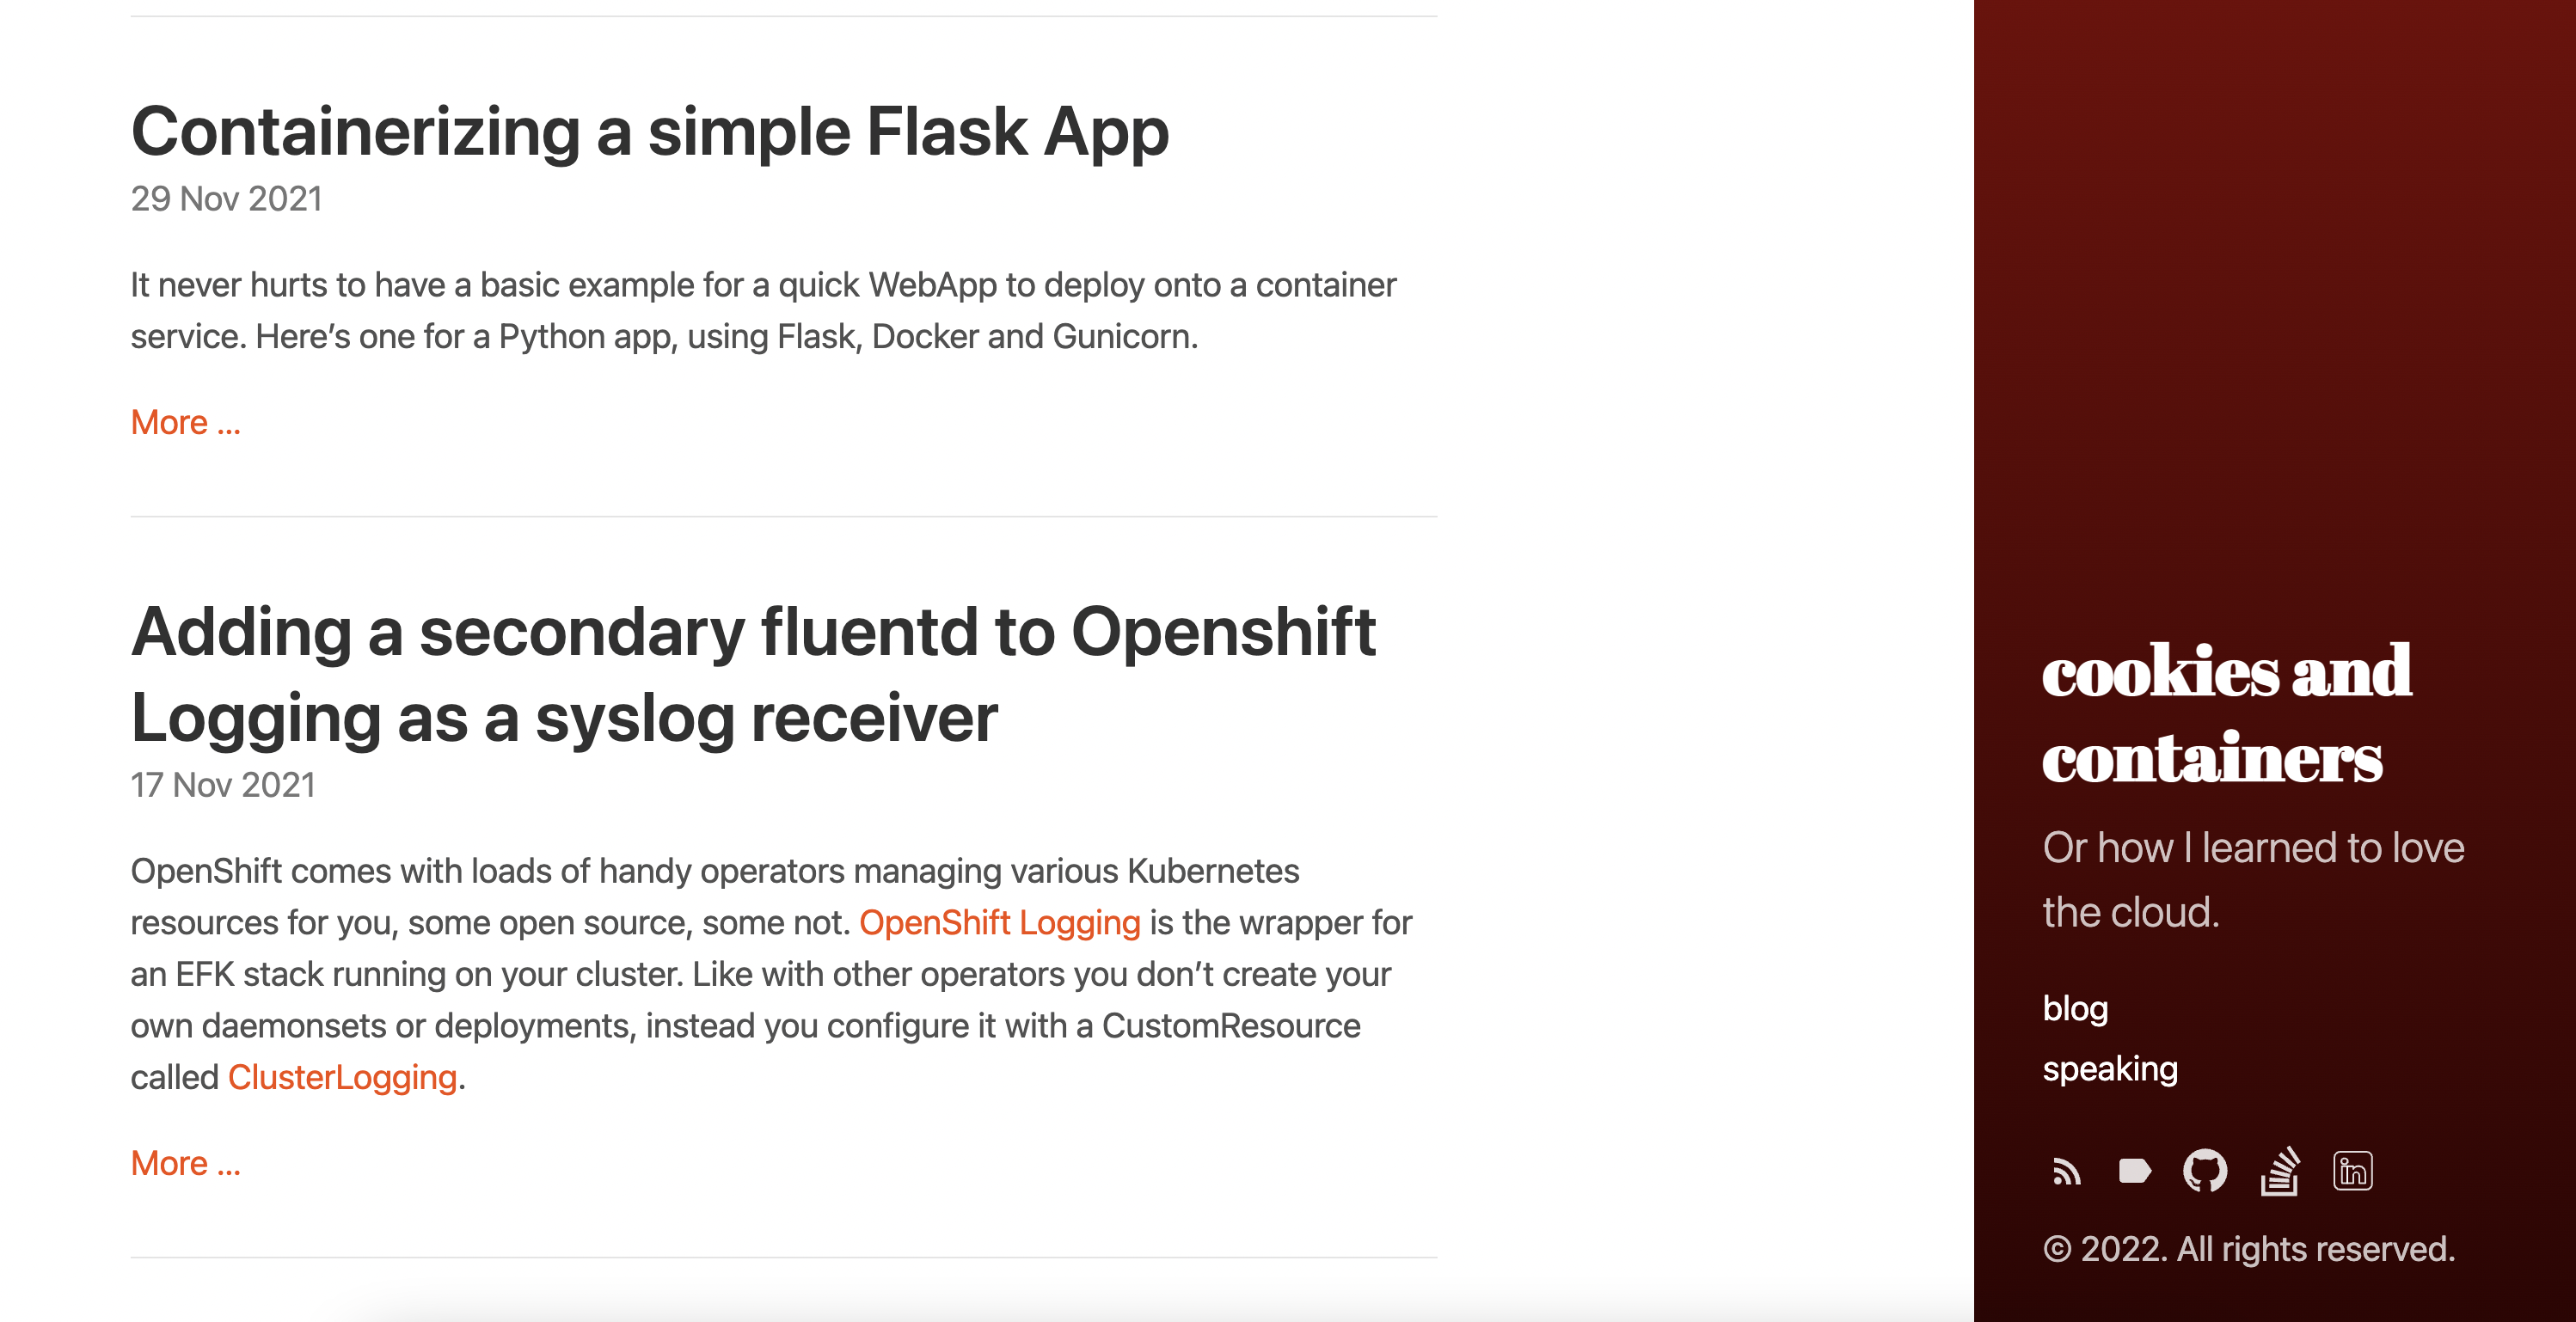 Containerizing a simple Flask App
29 Nov 2021
It never hurts to have a basic example for a quick WebApp to deploy onto a container
service. Here’s one for a Python app, using Flask, Docker and Gunicorn.
More ...
Adding a secondary fluentd to Openshift
Logging as a syslog receiver
17 Nov 2021
OpenShift comes with loads of handy operators managing various Kubernetes
resources for you, some open source, some not. OpenShift Logging is the wrapper for
an EFK stack running on your cluster. Like with other operators you don’t create your
own daemonsets or deployments, instead you configure it with a CustomResource
called ClusterLogging.
More ...
cookies and
containers
Or how I learned to love
the cloud.
blog
speaking
in
© 2022. All rights reserved.